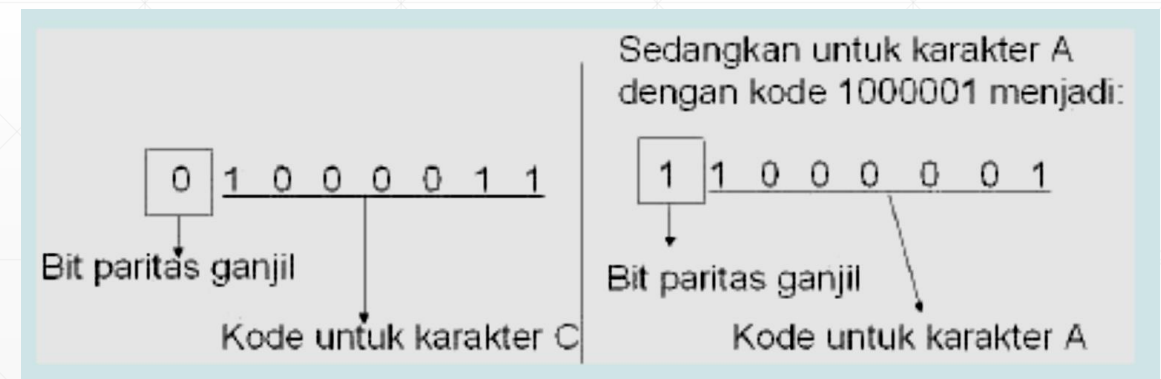 0 1 0 0 0 0 1 1
Bit paritas ganjil
Kode untuk karakter C
Sedangkan untuk karakter A
dengan kode 1000001 menjadi:
1 1 0 0 0 0 0 1
Bit paritas ganjil
Kode untuk karakter A